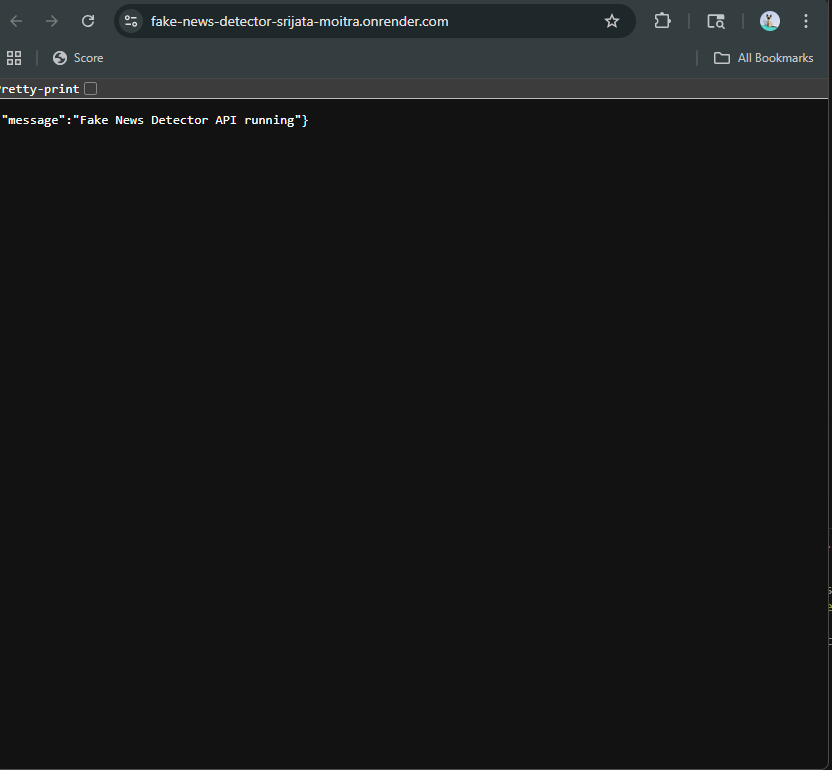 fake-news-detector-srijata-moitra.onrender.com
Score
All Bookmarks
retty-print
"message":"Fake News Detector API running"}